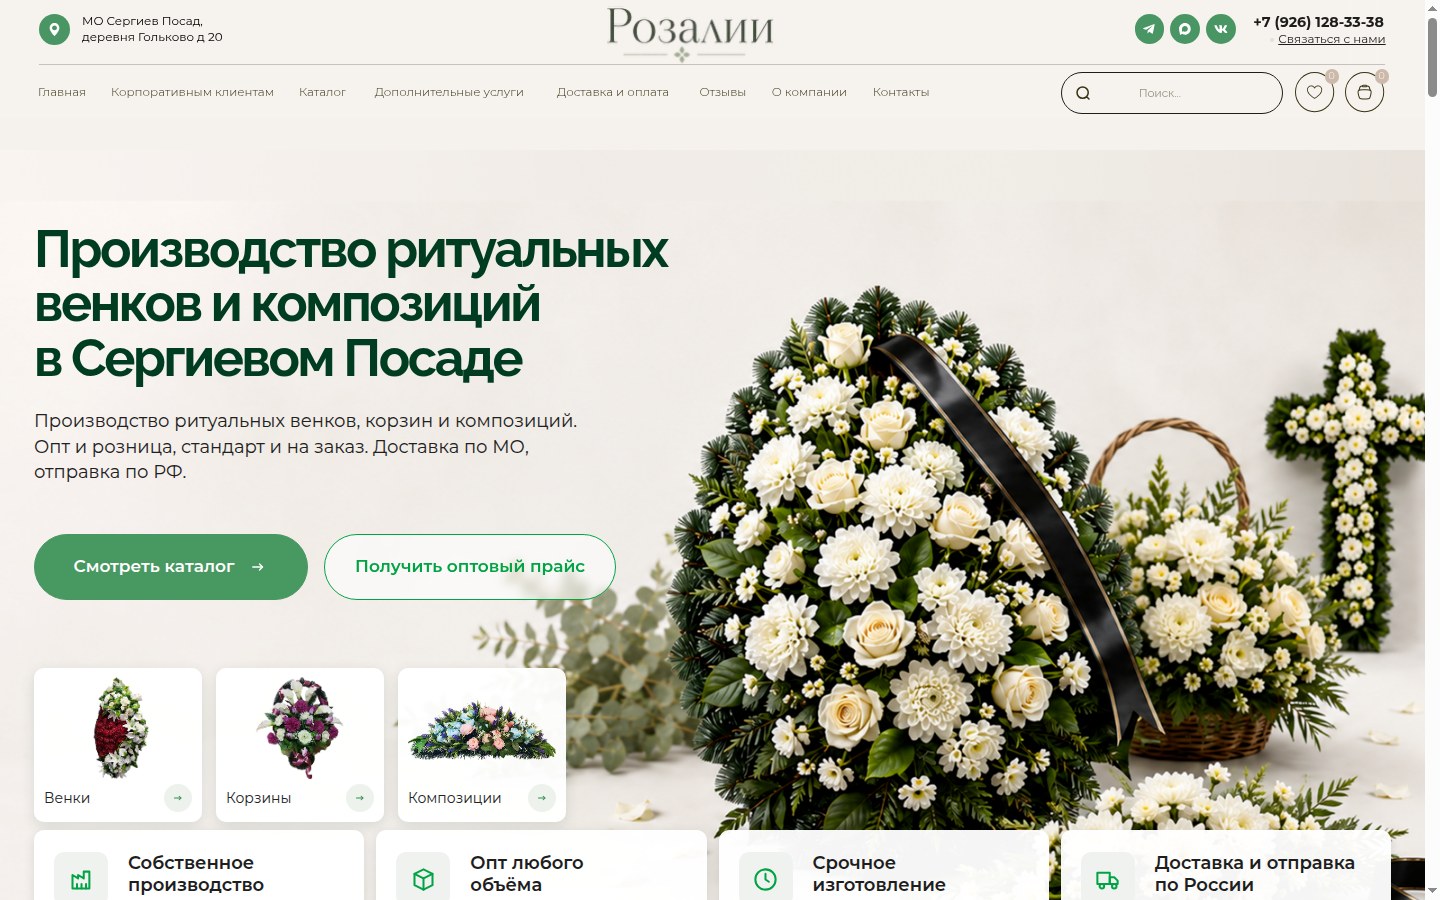 МО Сергиев Посад,
деревня Гольково д 20
Розалии
+7 (926) 128-33-38
Связаться с нами
Главная
Корпоративным клиентам
Каталог
Дополнительные услуги
Доставка и оплата
Отзывы
О компании
Контакты
Поиск...
0
0
Производство ритуальных
венков и композиций
в Сергиевом Посаде
Производство ритуальных венков, корзин и композиций.
Опт и розница, стандарт и на заказ. Доставка по МО,
отправка по РФ.
Смотреть каталог →
Получить оптовый прайс
Венки
Корзины
Композиции
Собственное
производство
Опт любого
объёма
Срочное
изготовление
Доставка и отправка
по России